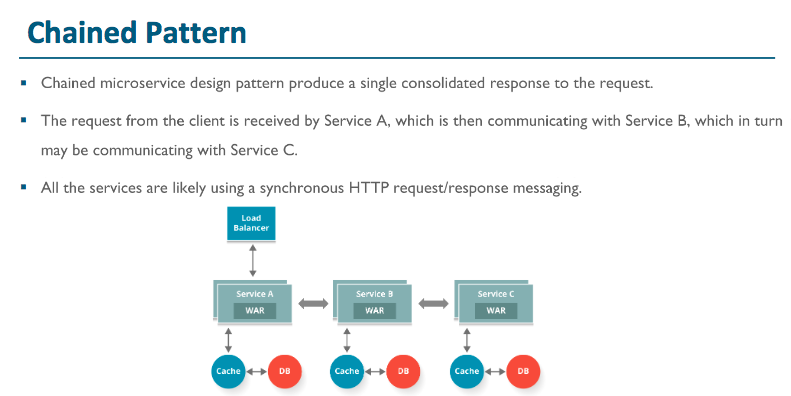 Chained Pattern
▪ Chained microservice design pattern produce a single consolidated response to the request.
▪ The request from the client is received by Service A, which is then communicating with Service B, which in turn
may be communicating with Service C.
▪ All the services are likely using a synchronous HTTP request/response messaging.
Load
Balancer
Service A
WAR
Service B
WAR
Service C
WAR
Cache
DB
Cache
DB
Cache
DB